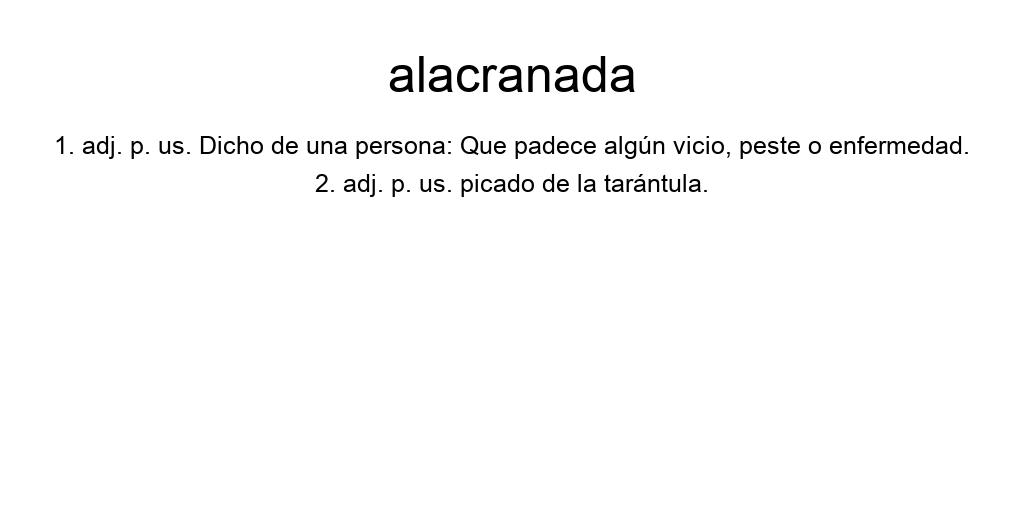 alacranada
1. adj. p. us. Dicho de una persona: Que padece algún vicio, peste o enfermedad.
2. adj. p. us. picado de la tarántula.